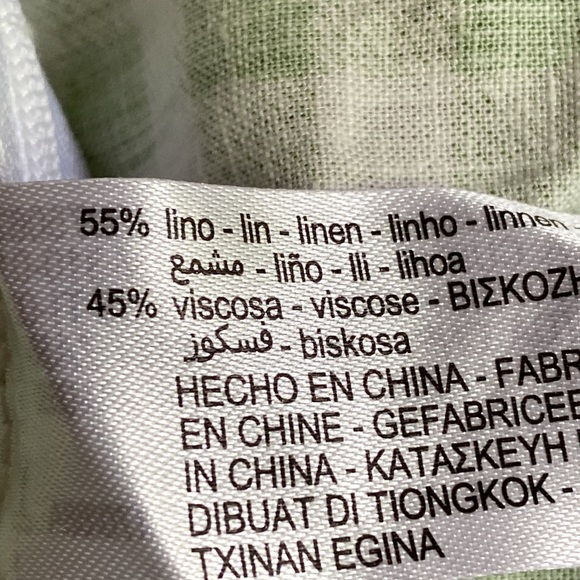 55% lino - lin - linen - linho - linnen -
مشمع - liño - lli - lihoa
45% viscosa - viscose - ΒΙΣΚΟΖΗ
فسكوز - biskosa
HECHO EN CHINA - FABR
EN CHINE - GEFABRICEE
IN CHINA - ΚΑΤΑΣΚΕΥΗ
DIBUAT DI TIONGKOK -
TXINAN EGINA